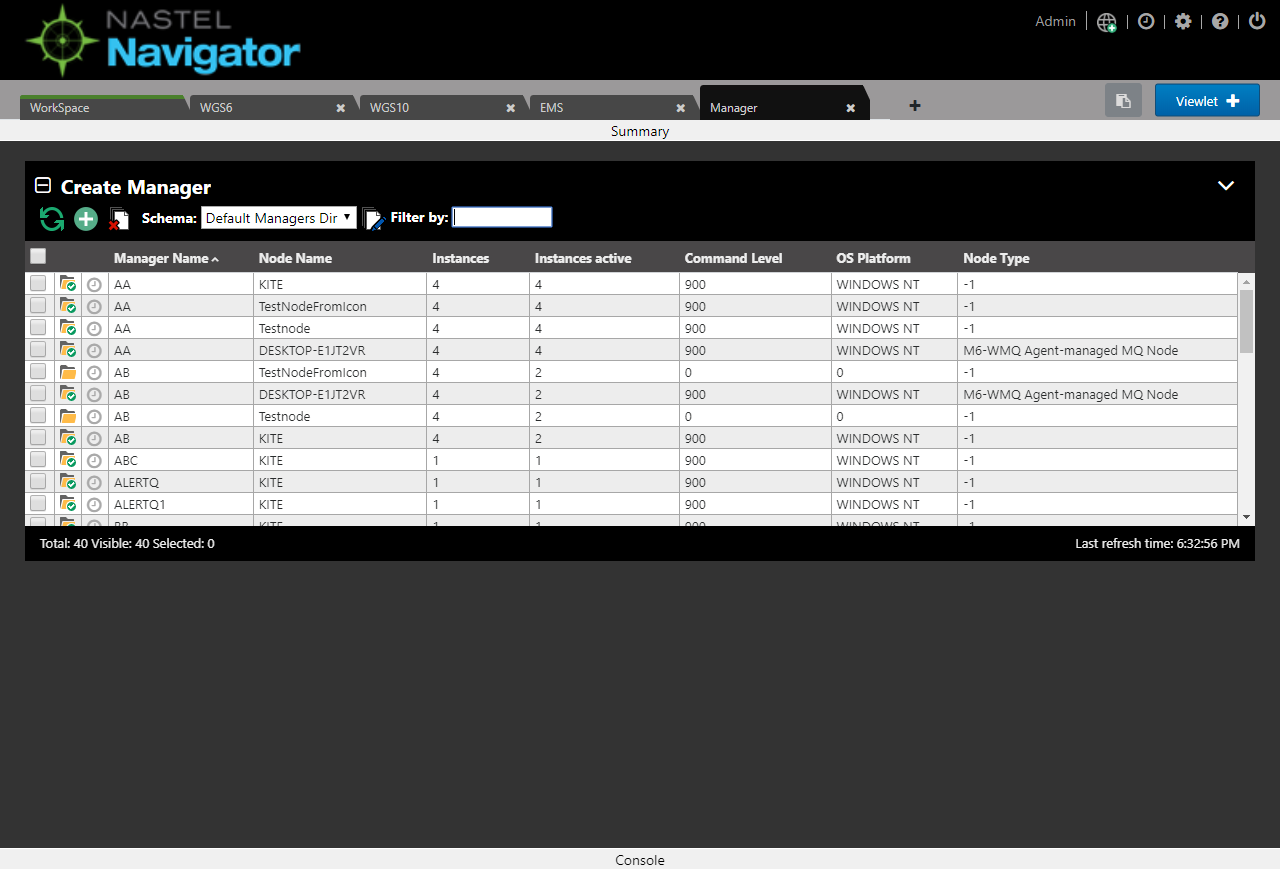 NASTEL
Navigator
Admin
WorkSpace
WGS6
WGS10
EMS
Manager
Viewlet
Summary
Create Manager
Schema: Default Managers Dir Filter by:
Manager Name Node Name Instances Instances active Command Level OS Platform Node Type
AA KITE 4 4 900 WINDOWS NT -1
AA TestNodeFromIcon 4 4 900 WINDOWS NT -1
AA Testnode 4 4 900 WINDOWS NT -1
AA DESKTOP-E1JT2VR 4 4 900 WINDOWS NT M6-WMQ Agent-managed MQ Node
AB TestNodeFromIcon 4 2 0 0 -1
AB DESKTOP-E1JT2VR 4 2 900 WINDOWS NT M6-WMQ Agent-managed MQ Node
AB Testnode 4 2 0 0 -1
AB KITE 4 2 900 WINDOWS NT -1
ABC KITE 1 1 900 WINDOWS NT -1
ALERTQ KITE 1 1 900 WINDOWS NT -1
ALERTQ1 KITE 1 1 900 WINDOWS NT -1
KITE 1 1 900 WINDOWS NT -1
Total: 40 Visible: 40 Selected: 0
Last refresh time: 6:32:56 PM
Console